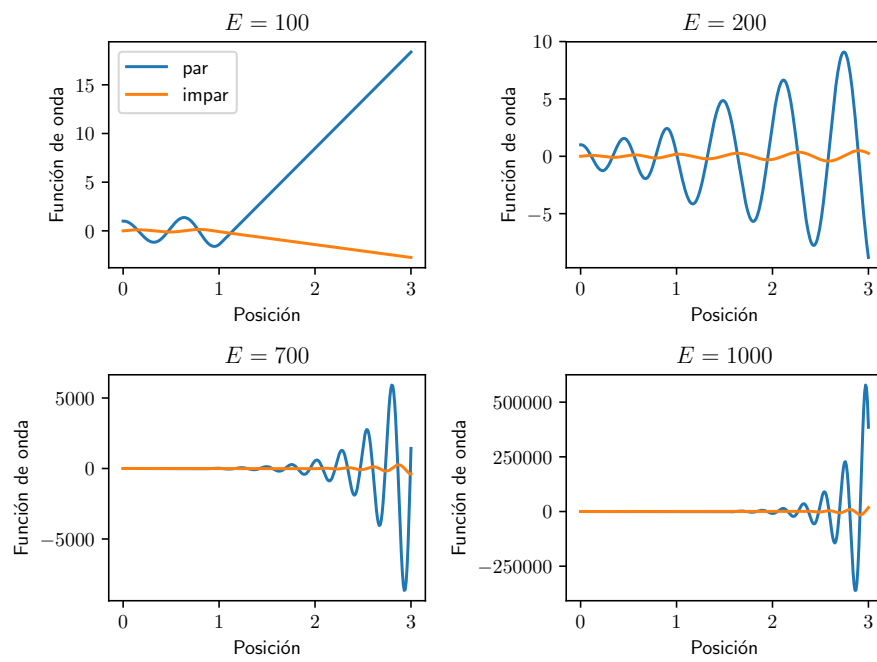 E = 100
Función de onda
15
10
5
0
par
impar
0
1
2
3
Posición
E = 200
Función de onda
10
5
0
−5
0
1
2
3
Posición
E = 700
Función de onda
5000
0
−5000
0
1
2
3
Posición
E = 1000
Función de onda
500000
250000
0
−250000
0
1
2
3
Posición